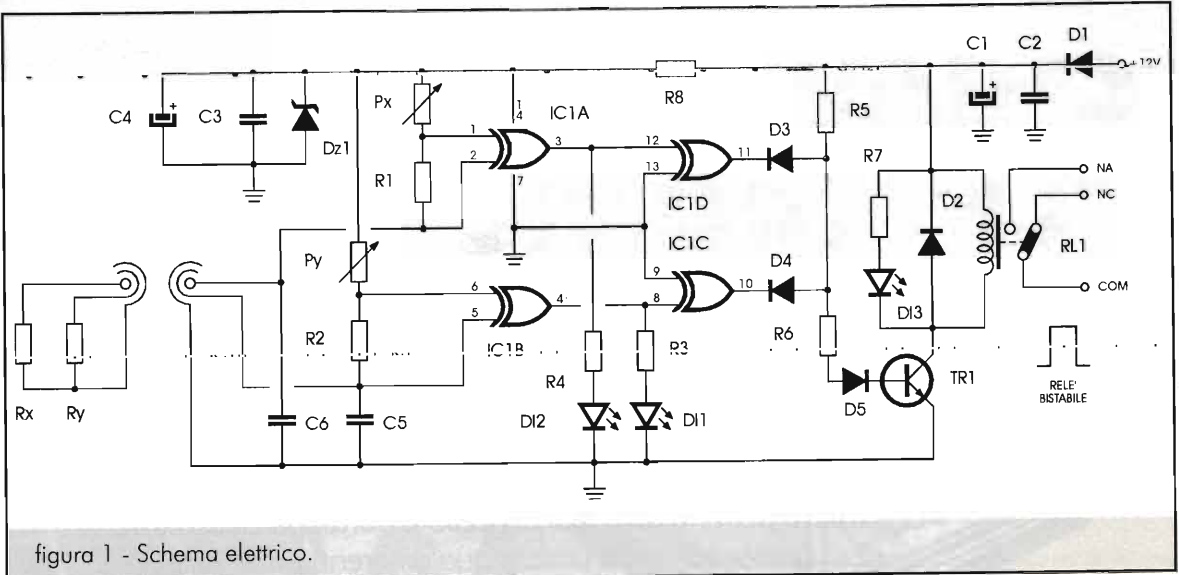 C1
C2
D1
+12V
C4
C3
Dz1
Px
R1
1
2
1
4
7
IC1A
3
R8
12
13
11
IC1D
D3
R5
R7
D2
NA
NC
RL1
COM
Py
R2
6
5
4
IC1B
IC1C
9
8
10
D4
R6
DI3
Rx
Ry
C6
C5
R4
R3
DI2
DI1
D5
TR1
RELE'
BISTABILE
figura 1 - Schema elettrico.